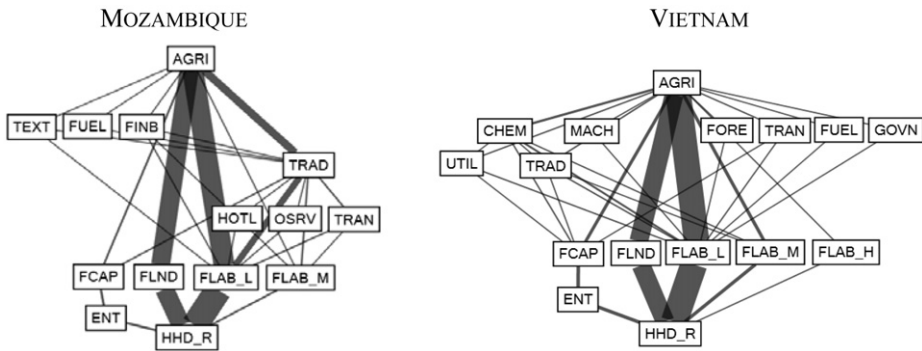 MOZAMBIQUE
AGRI
TEXT FUEL FINB
TRAD
HOTL OSRV TRAN
FCAP FLND FLAB_L FLAB_M
ENT
HHD_R
VIETNAM
AGRI
CHEM MACH FORE TRAN FUEL GOVN
UTIL TRAD
FCAP FLND FLAB_L FLAB_M FLAB_H
ENT
HHD_R